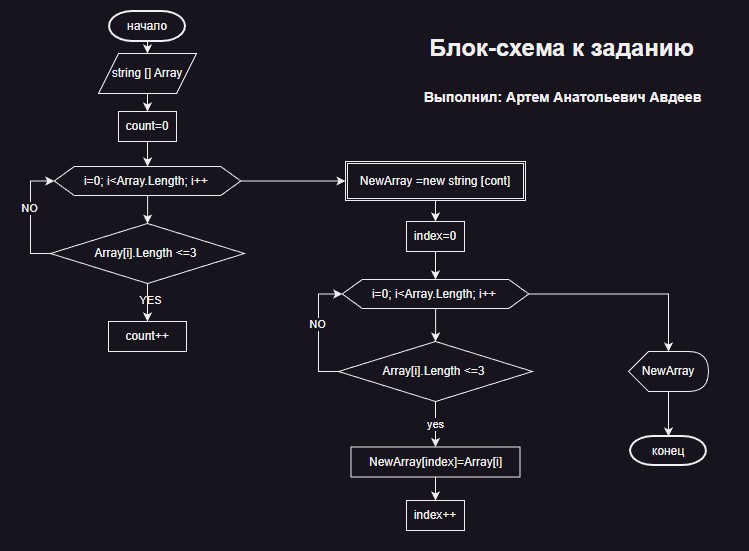 Блок-схема к заданию
Выполнил: Артем Анатольевич Авдеев
начало
string [] Array
count=0
i=0; i<Array.Length; i++
NO
Array[i].Length <=3
YES
count++
NewArray =new string [cont]
index=0
i=0; i<Array.Length; i++
NO
Array[i].Length <=3
yes
NewArray[index]=Array[i]
index++
NewArray
конец